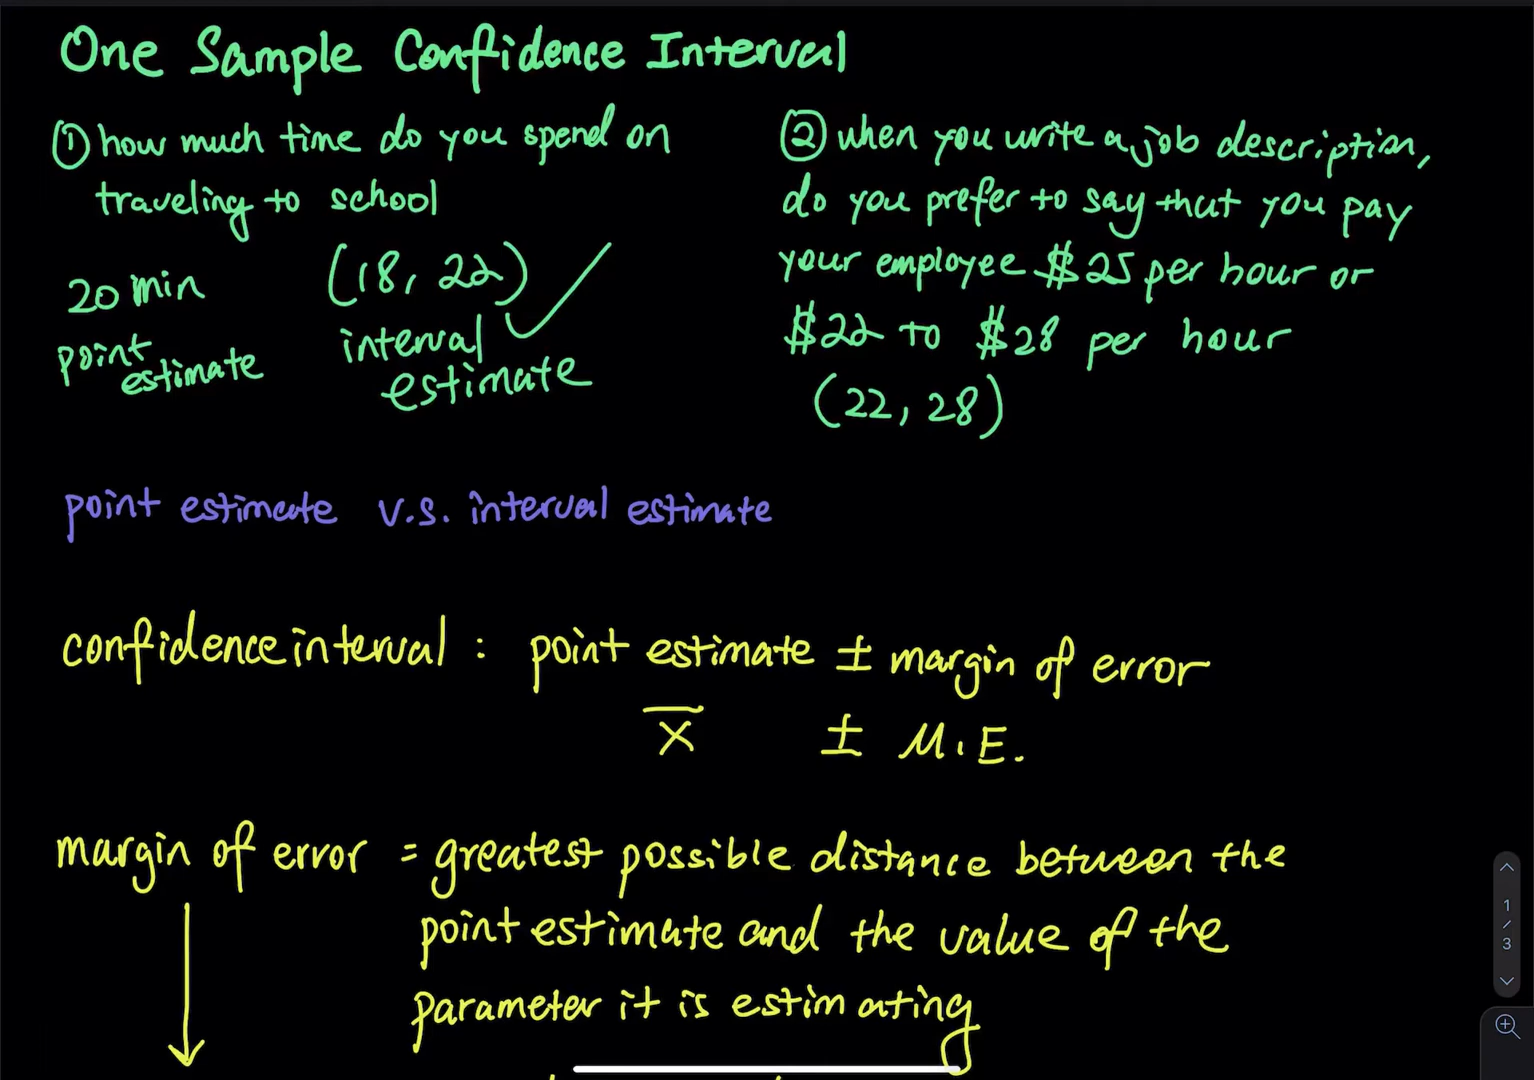 One Sample Confidence Interval
① how much time do you spend on
traveling to school
20 min
point
estimate
(18, 22)
interval
estimate
② when you write a job description,
do you prefer to say that you pay
your employee $25 per hour or
$22 to $28 per hour
(22, 28)
point estimate v.s. interval estimate
confidence interval : point estimate ± margin of error
x̅ ± M.E.
margin of error = greatest possible distance between the
point estimate and the value of the
parameter it is estimating
1
/
3